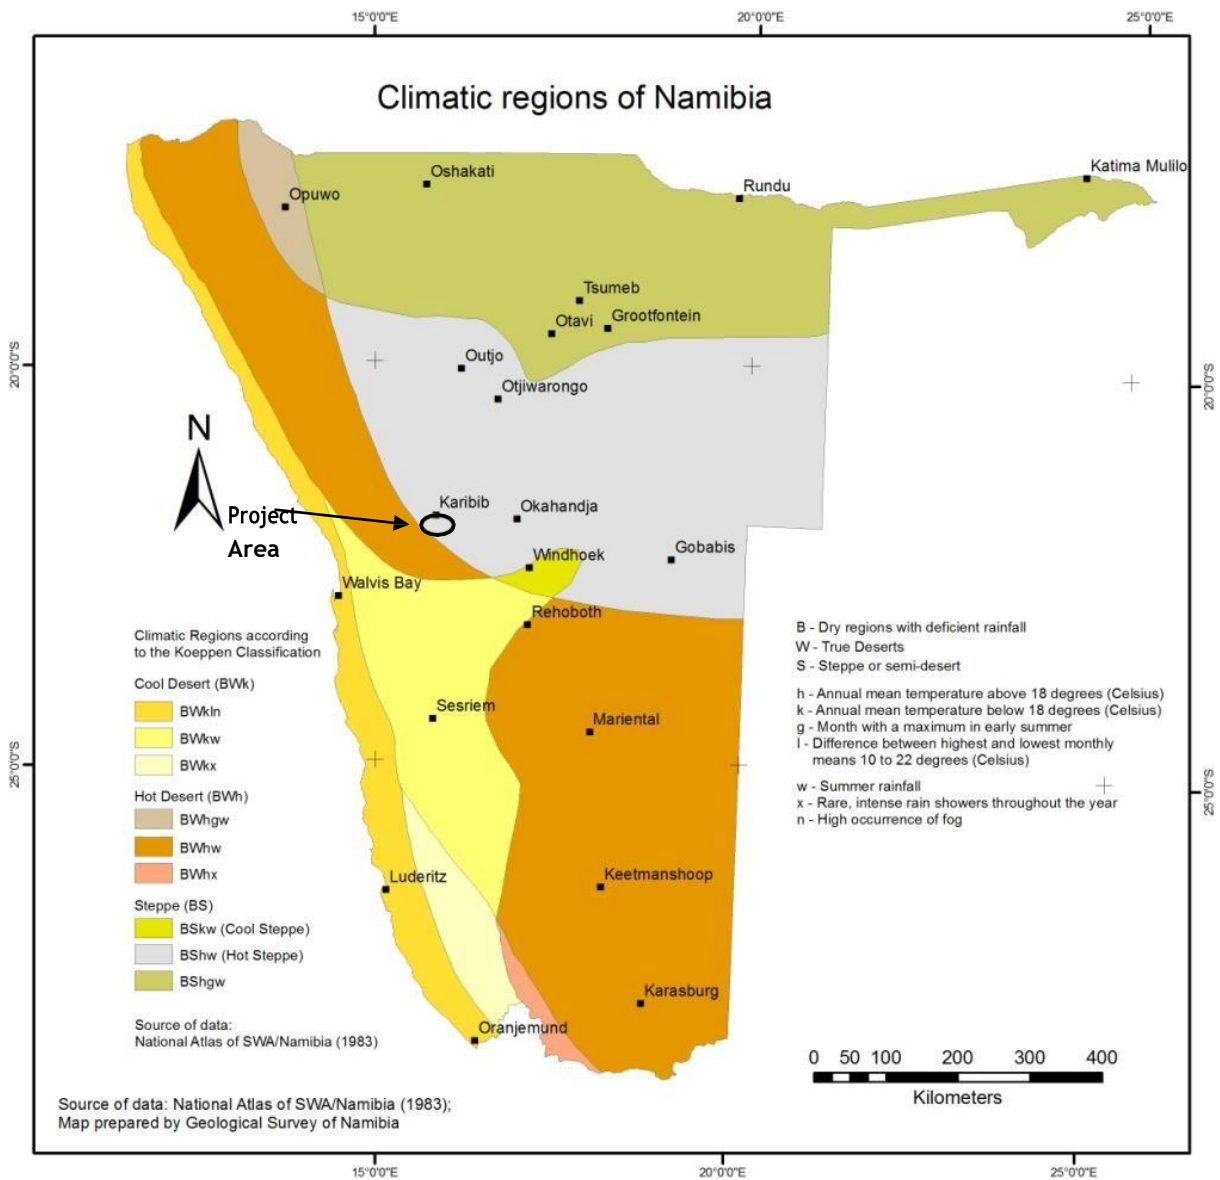 15°0'0"E
20°0'0"E
25°0'0"E
Climatic regions of Namibia
Katima Mulilo
Oshakati
Rundu
Opuwo
Tsumeb
Otavi
Grootfontein
Outjo
Otjiwarongo
20°0'0"S
20°0'0"S
N
Karibib
Okahandja
Project
Area
Windhoek
Gobabis
Walvis Bay
Rehoboth
Climatic Regions according
to the Koeppen Classification
Cool Desert (BWk)
BWkln
BWkw
BWkx
Hot Desert (BWh)
BWhgw
BWhw
BWhx
Steppe (BS)
BSkw (Cool Steppe)
BShw (Hot Steppe)
BShgw
Source of data:
National Atlas of SWA/Namibia (1983)
Sesriem
Mariental
Luderitz
Keetmanshoop
Karasburg
Oranjemund
B - Dry regions with deficient rainfall
W - True Deserts
S - Steppe or semi-desert
h - Annual mean temperature above 18 degrees (Celsius)
k - Annual mean temperature below 18 degrees (Celsius)
g - Month with a maximum in early summer
l - Difference between highest and lowest monthly
means 10 to 22 degrees (Celsius)
w - Summer rainfall
x - Rare, intense rain showers throughout the year
n - High occurrence of fog
25°0'0"S
25°0'0"S
0 50 100 200 300 400
Kilometers
Source of data: National Atlas of SWA/Namibia (1983);
Map prepared by Geological Survey of Namibia
15°0'0"E
20°0'0"E
25°0'0"E